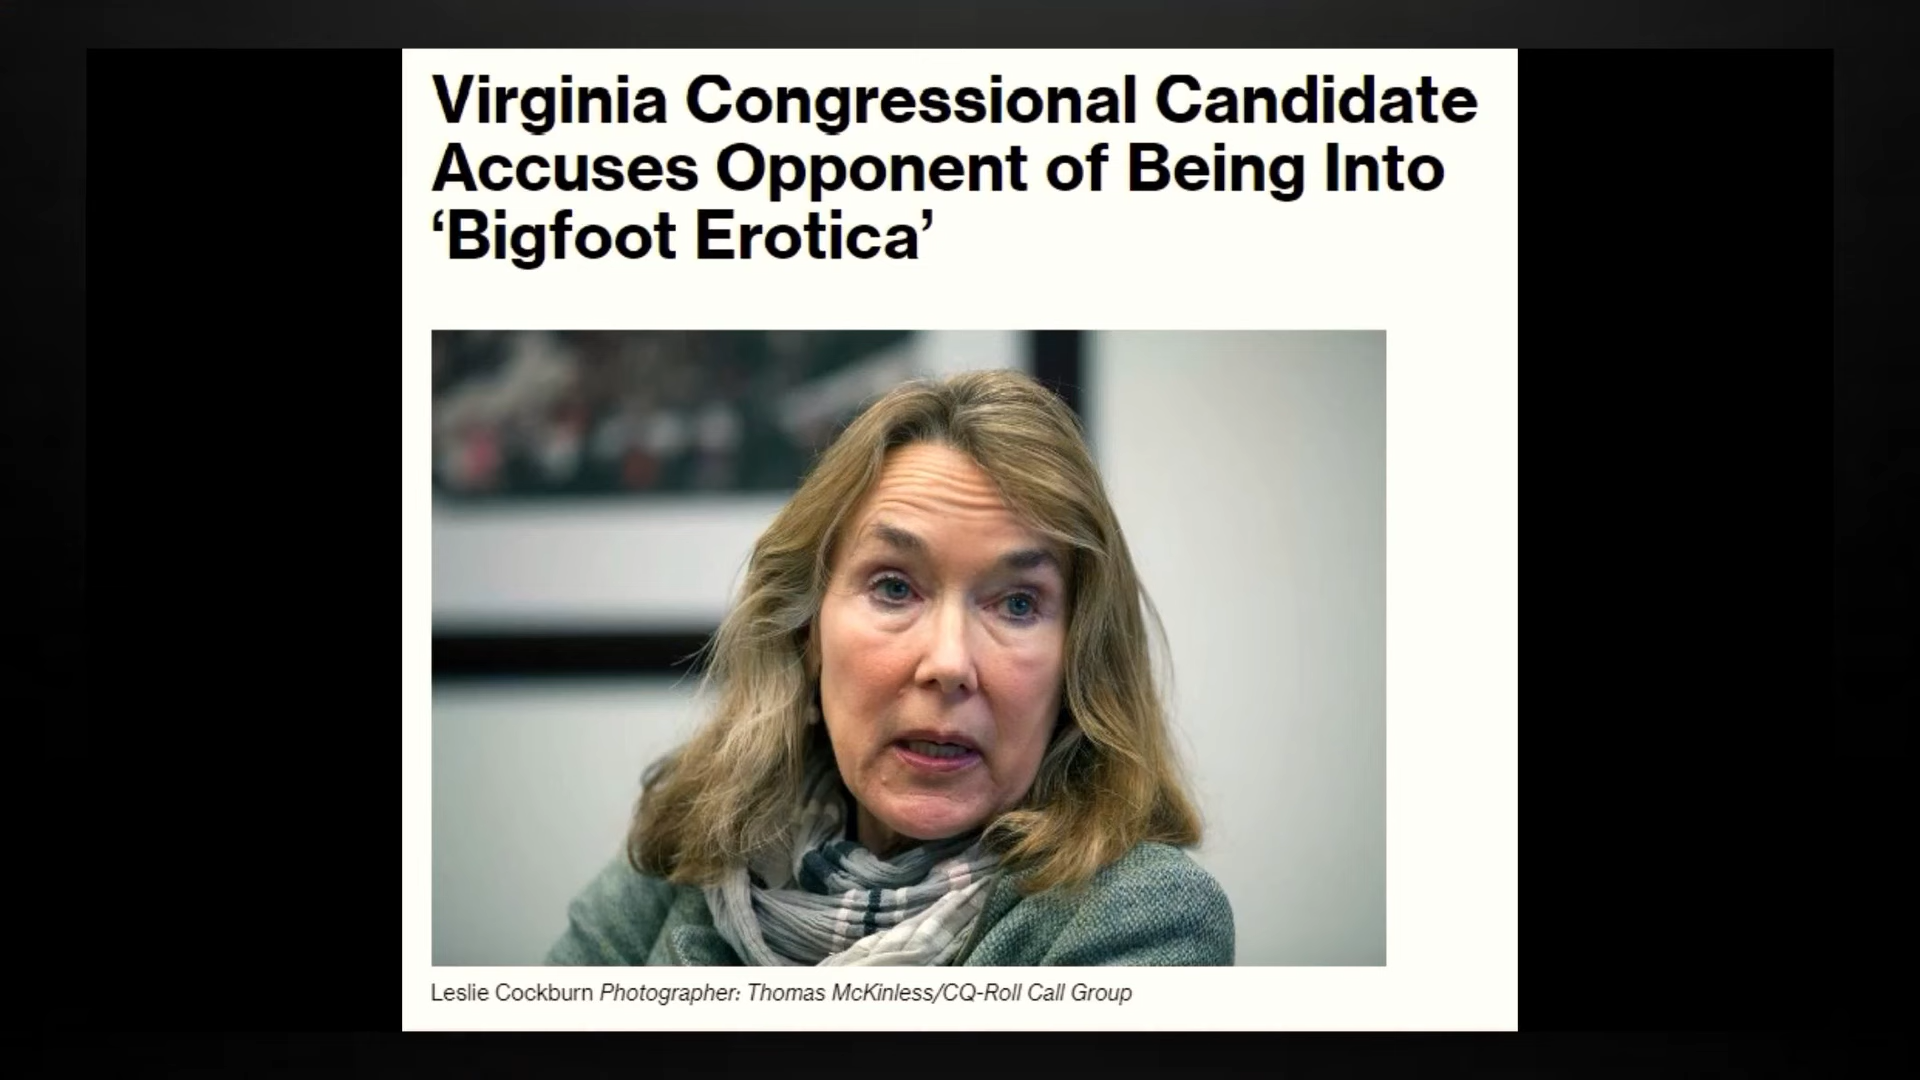 Virginia Congressional Candidate
Accuses Opponent of Being Into
‘Bigfoot Erotica’
Leslie Cockburn Photographer: Thomas McKinless/CQ-Roll Call Group